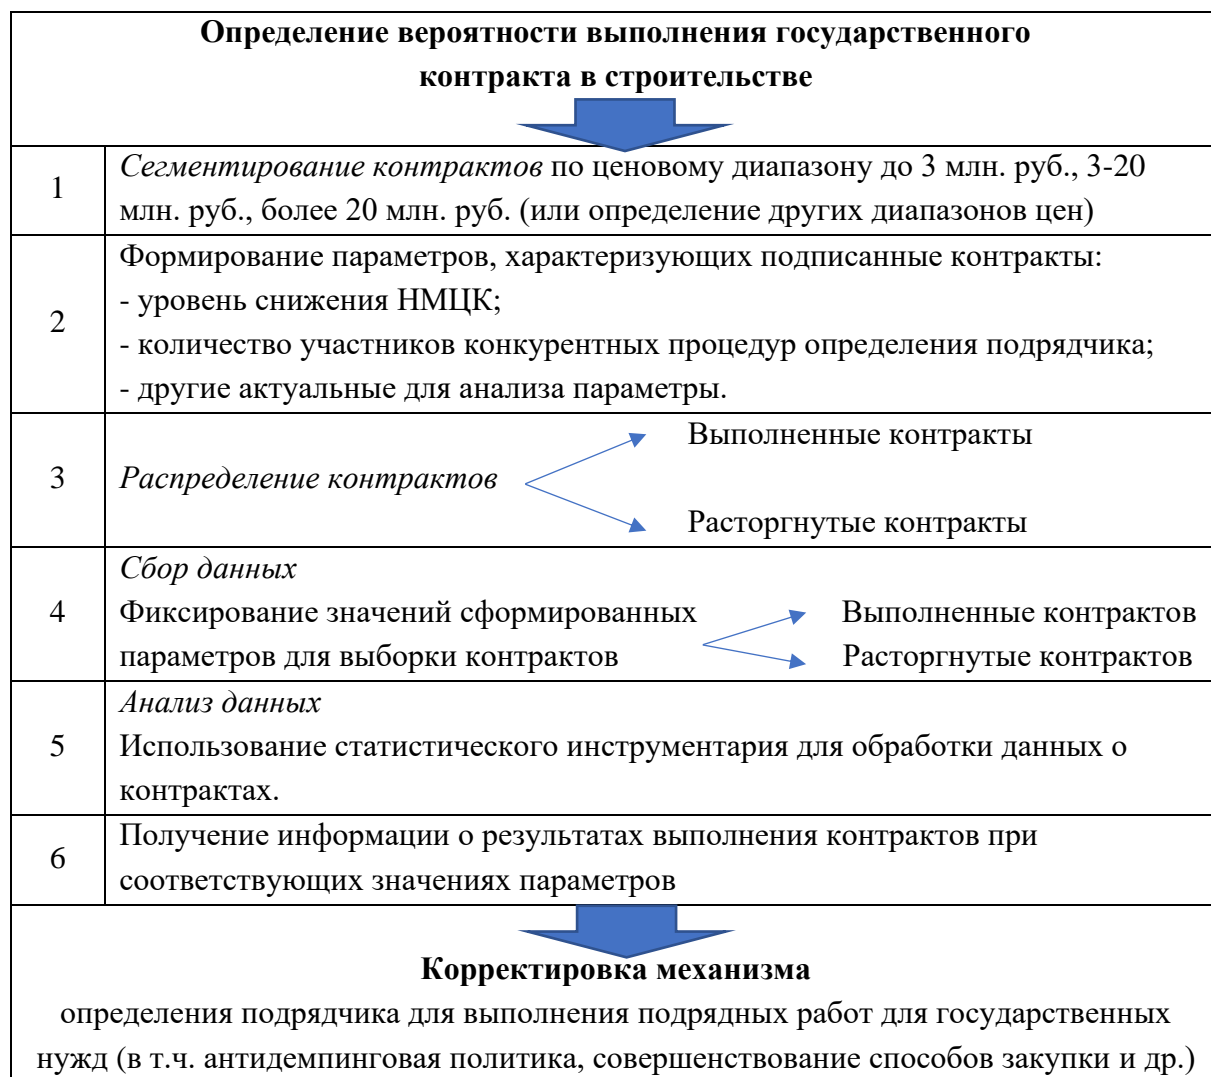 Определение вероятности выполнения государственного
контракта в строительстве
1
Сегментирование контрактов по ценовому диапазону до 3 млн. руб., 3-20
млн. руб., более 20 млн. руб. (или определение других диапазонов цен)
2
Формирование параметров, характеризующих подписанные контракты:
- уровень снижения НМЦК;
- количество участников конкурентных процедур определения подрядчика;
- другие актуальные для анализа параметры.
3
Распределение контрактов
Выполненные контракты
Расторгнутые контракты
4
Сбор данных
Фиксирование значений сформированных
параметров для выборки контрактов
Выполненные контрактов
Расторгнутые контрактов
5
Анализ данных
Использование статистического инструментария для обработки данных о
контрактах.
6
Получение информации о результатах выполнения контрактов при
соответствующих значениях параметров
Корректировка механизма
определения подрядчика для выполнения подрядных работ для государственных
нужд (в т.ч. антидемпинговая политика, совершенствование способов закупки и др.)